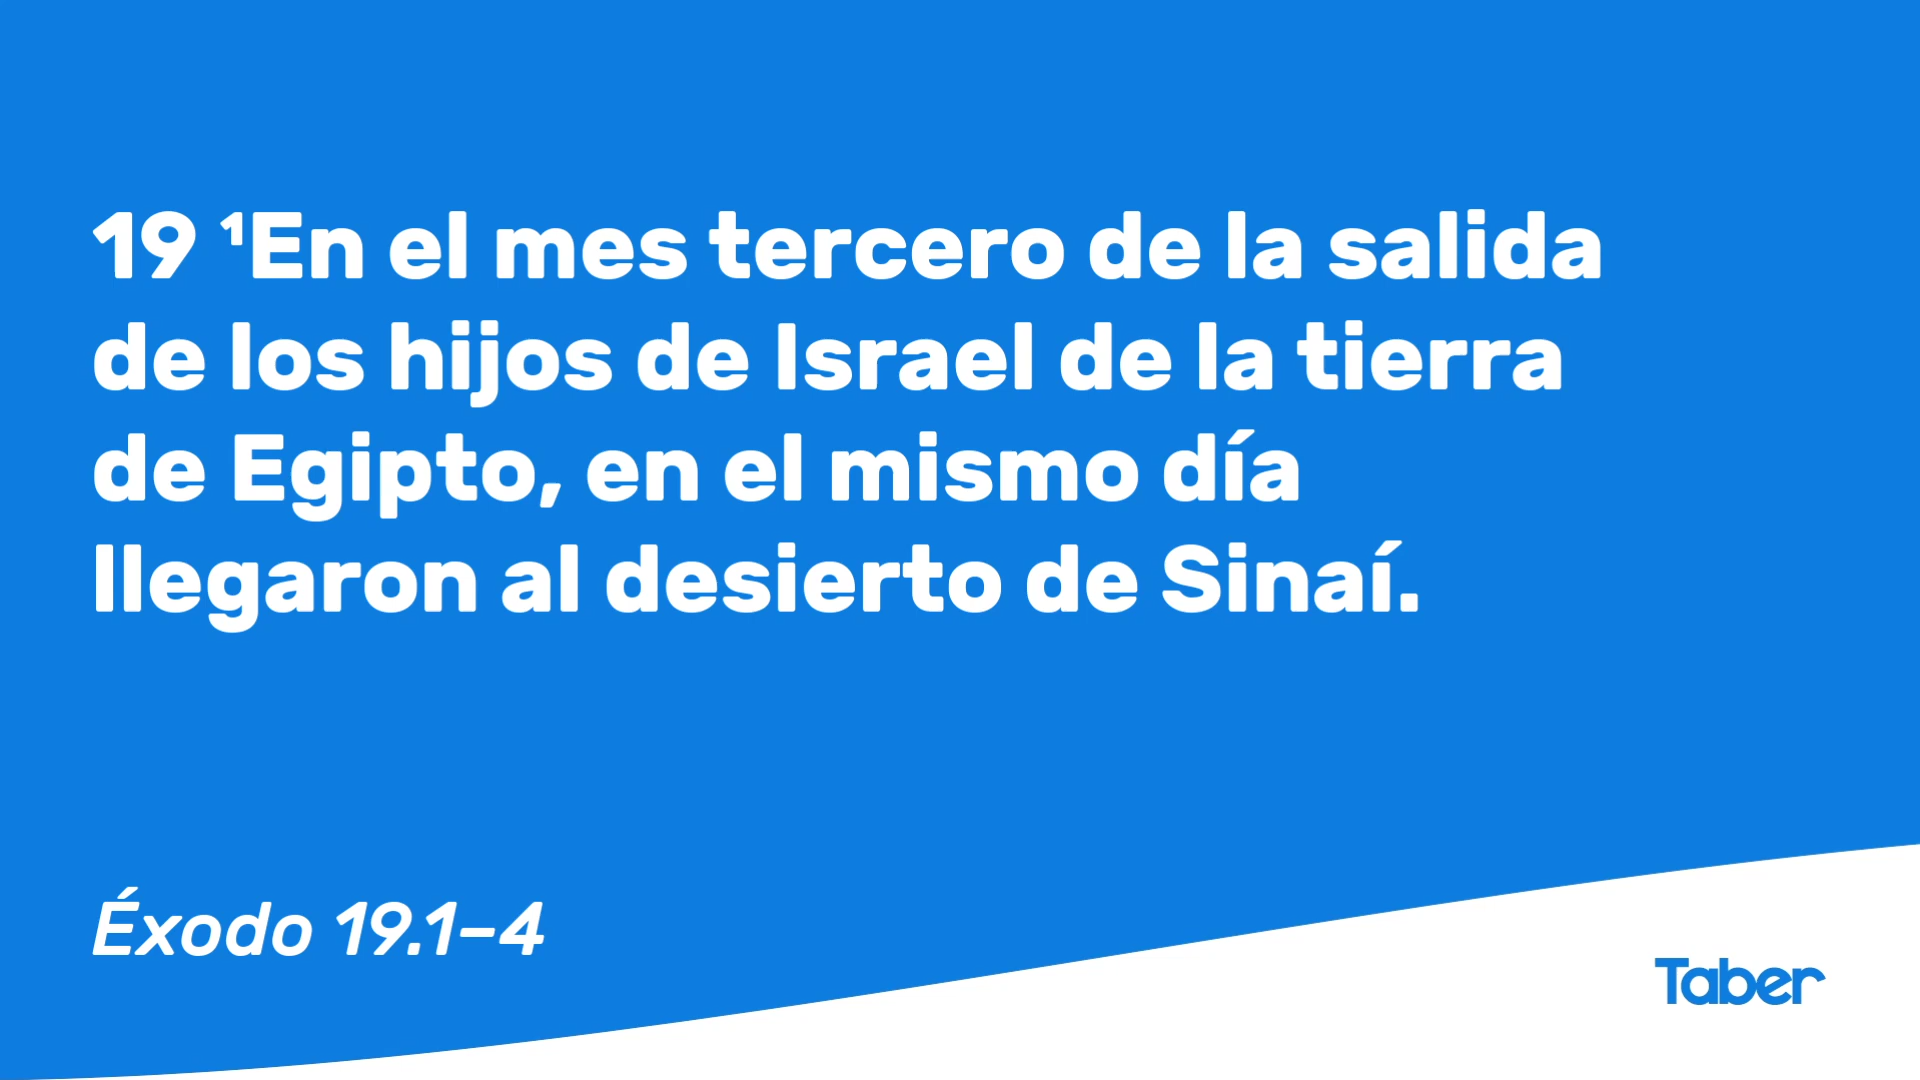 19 ¹En el mes tercero de la salida
de los hijos de Israel de la tierra
de Egipto, en el mismo día
llegaron al desierto de Sinaí.
Éxodo 19.1–4
Taber